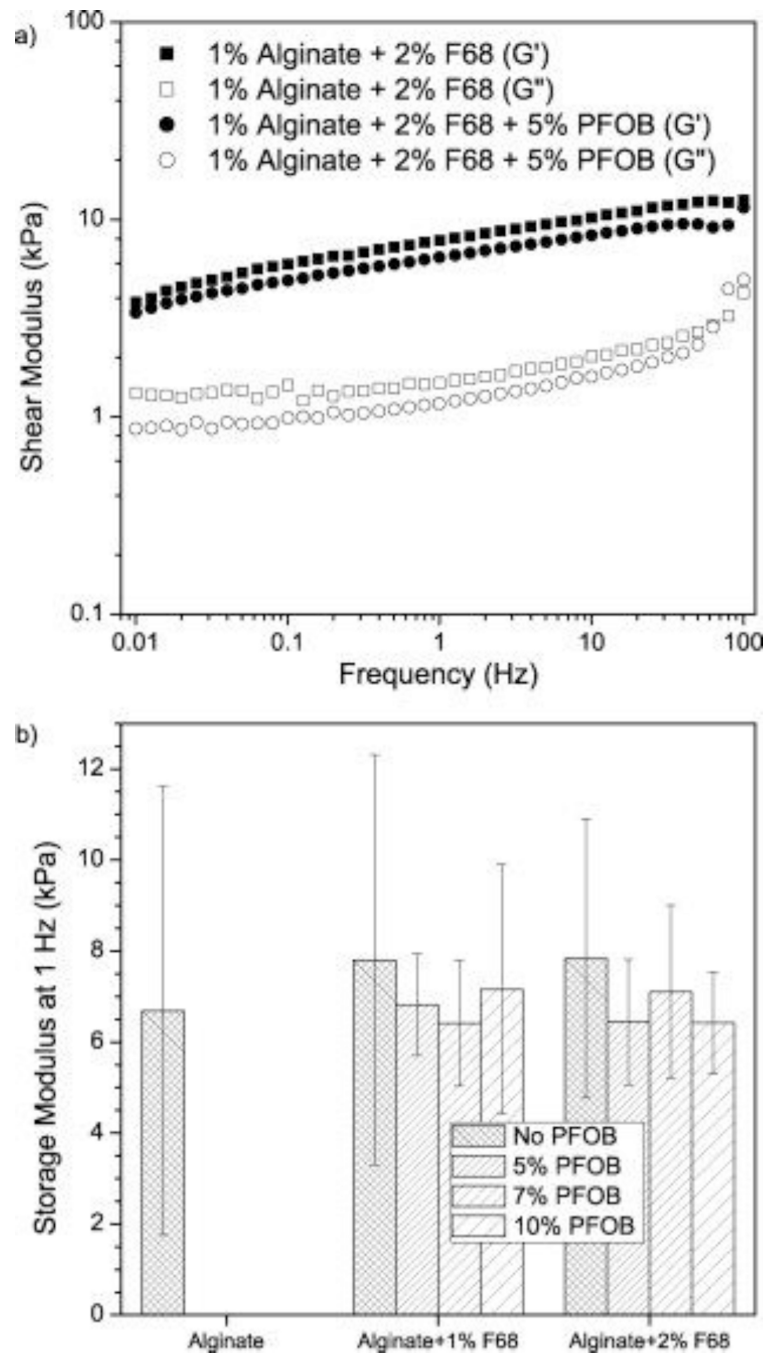 a)
100
1% Alginate + 2% F68 (G')
1% Alginate + 2% F68 (G")
1% Alginate + 2% F68 + 5% PFOB (G')
1% Alginate + 2% F68 + 5% PFOB (G")
10
1
0.1
Shear Modulus (kPa)
0.01 0.1 1 10 100
Frequency (Hz)
b)
12
10
8
6
4
2
0
Storage Modulus at 1 Hz (kPa)
No PFOB
5% PFOB
7% PFOB
10% PFOB
Alginate Alginate+1% F68 Alginate+2% F68